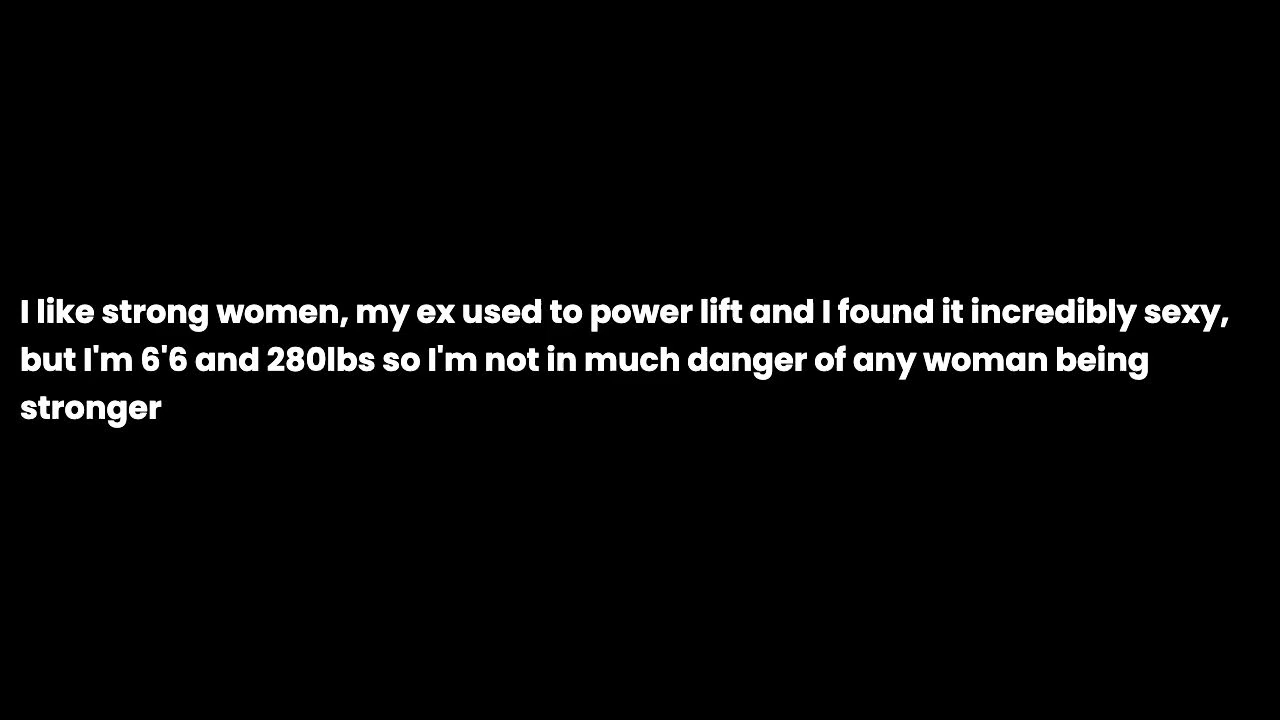 I like strong women, my ex used to power lift and I found it incredibly sexy,
but I'm 6'6 and 280lbs so I'm not in much danger of any woman being
stronger